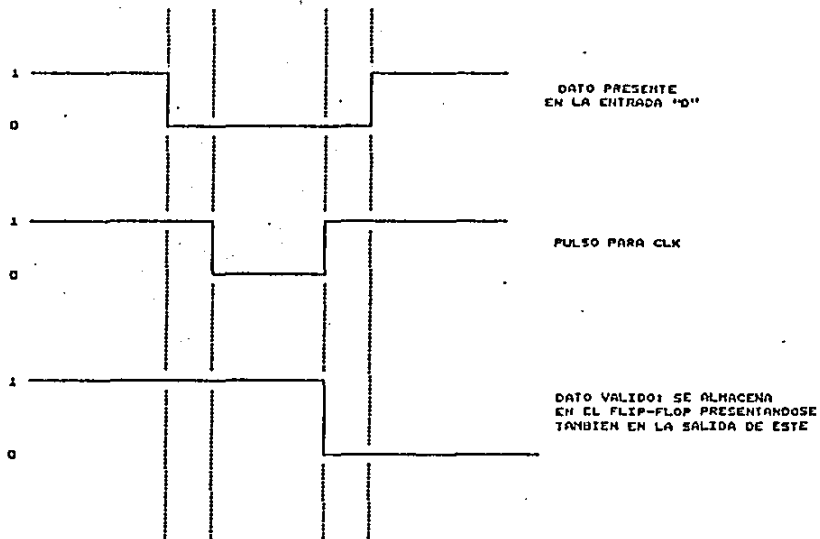 1
0
DATO PRESENTE
EN LA ENTRADA "D"
1
0
PULSO PARA CLK
1
0
DATO VALIDO: SE ALMACENA
EN EL FLIP-FLOP PRESENTANDOSE
TAMBIEN EN LA SALIDA DE ESTE